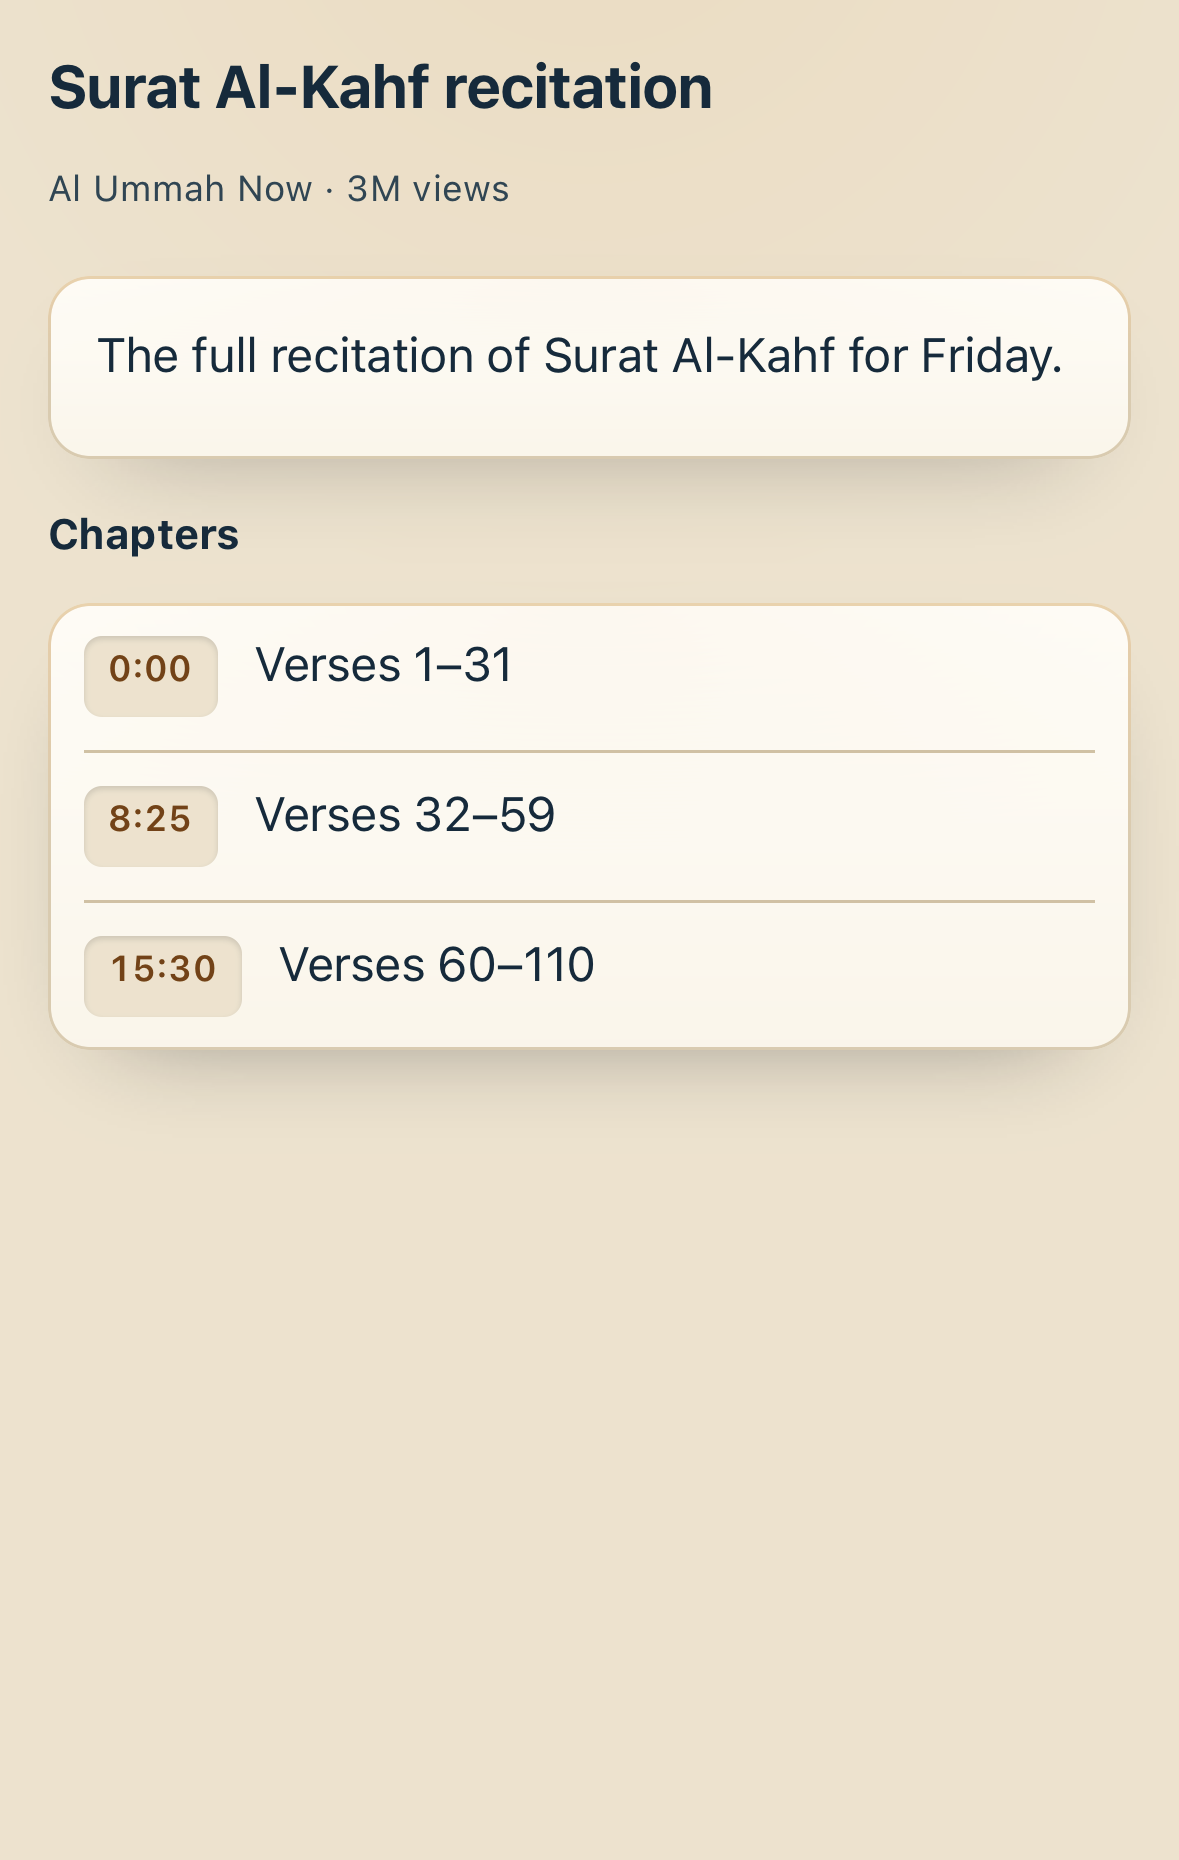 Surat Al-Kahf recitation
Al Ummah Now · 3M views
The full recitation of Surat Al-Kahf for Friday.
Chapters
0:00 Verses 1–31
8:25 Verses 32–59
15:30 Verses 60–110